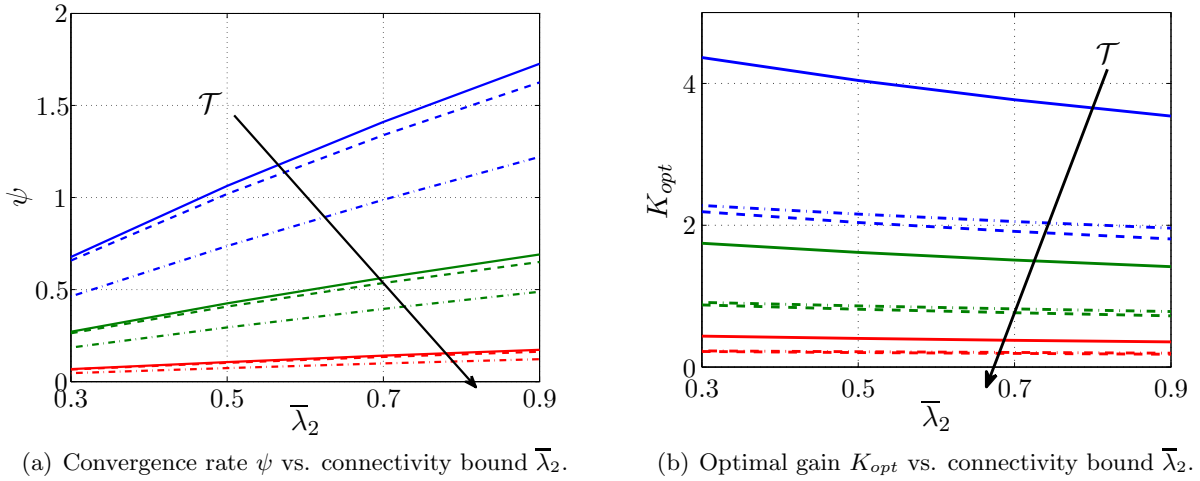 2
1.5
1
0.5
0
ψ
𝒯
0.3 0.5 0.7 0.9
λ̅₂
(a) Convergence rate ψ vs. connectivity bound λ̅₂.
4
2
0
K_opt
𝒯
0.3 0.5 0.7 0.9
λ̅₂
(b) Optimal gain K_opt vs. connectivity bound λ̅₂.